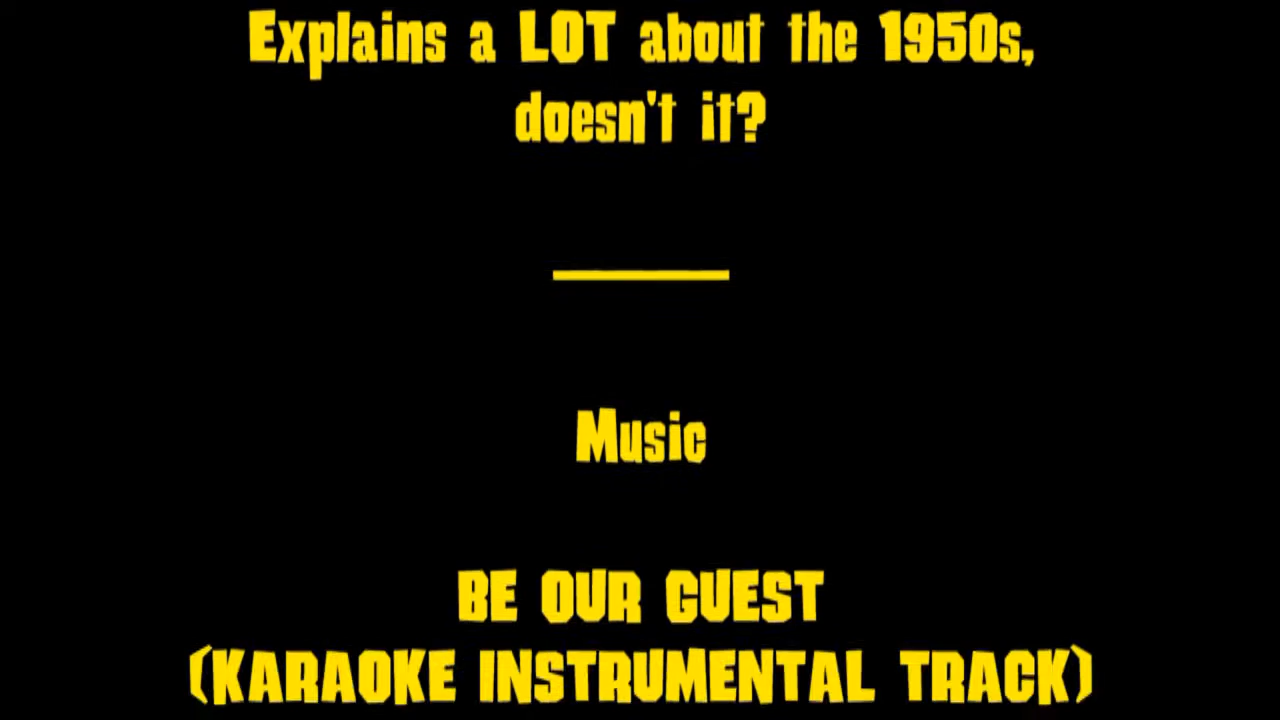 Explains a LOT about the 1950s,
doesn't it?
Music
BE OUR GUEST
(KARAOKE INSTRUMENTAL TRACK)